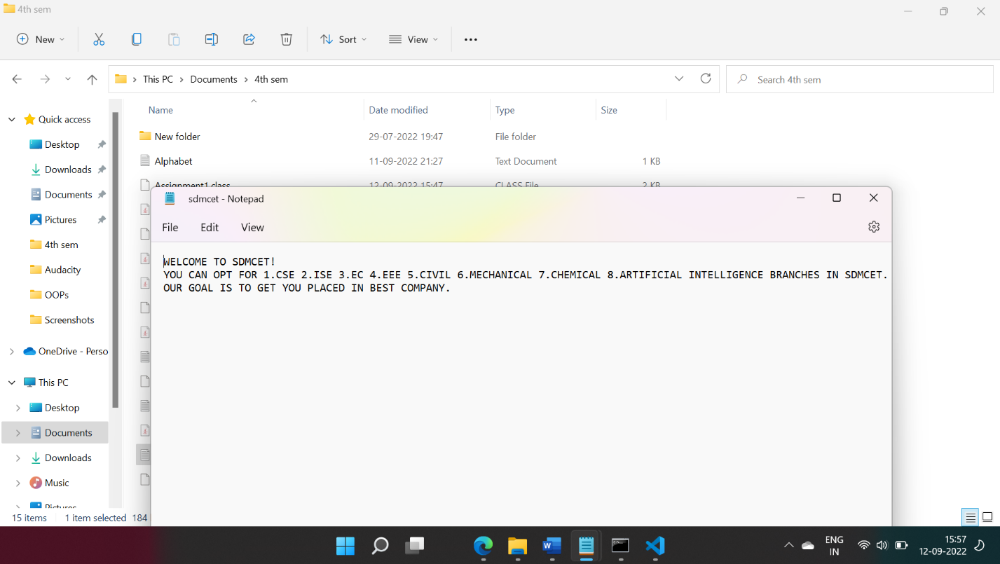 4th sem
New
Sort
View
This PC
Documents
4th sem
Search 4th sem
Name
Date modified
Type
Size
Quick access
Desktop
Downloads
Documents
Pictures
4th sem
Audacity
OOPs
Screenshots
OneDrive - Perso
This PC
Desktop
Documents
Downloads
Music
Pictures
New folder 29-07-2022 19:47 File folder
Alphabet 11-09-2022 21:27 Text Document 1 KB
Assignment1.class 12-09-2022 15:47 CLASS File 2 KB
sdmcet - Notepad
File Edit View
WELCOME TO SDMCET!
YOU CAN OPT FOR 1.CSE 2.ISE 3.EC 4.EEE 5.CIVIL 6.MECHANICAL 7.CHEMICAL 8.ARTIFICIAL INTELLIGENCE BRANCHES IN SDMCET.
OUR GOAL IS TO GET YOU PLACED IN BEST COMPANY.
15 items 1 item selected 184
ENG
IN
15:57
12-09-2022